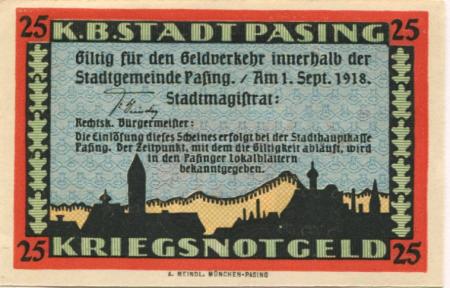 25 K.B. STADT PASING 25
Giltig für den Geldverkehr innerhalb der
Stadtgemeinde Pasing. / Am 1. Sept. 1918.
Stadtmagistrat:
Rechtsk. Bürgermeister:
Die Einlösung dieses Scheines erfolgt bei der Stadthauptkasse
Pasing. Der Zeitpunkt, mit dem die Giltigkeit abläuft, wird
in den Pasinger Lokalblättern
bekanntgegeben.
25 KRIEGSNOTGELD 25
A. MEINDL, MÜNCHEN-PASING